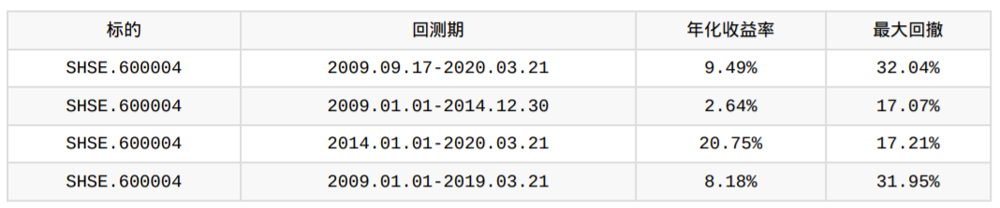 标的 回测期 年化收益率 最大回撤
SHSE.600004 2009.09.17-2020.03.21 9.49% 32.04%
SHSE.600004 2009.01.01-2014.12.30 2.64% 17.07%
SHSE.600004 2014.01.01-2020.03.21 20.75% 17.21%
SHSE.600004 2009.01.01-2019.03.21 8.18% 31.95%